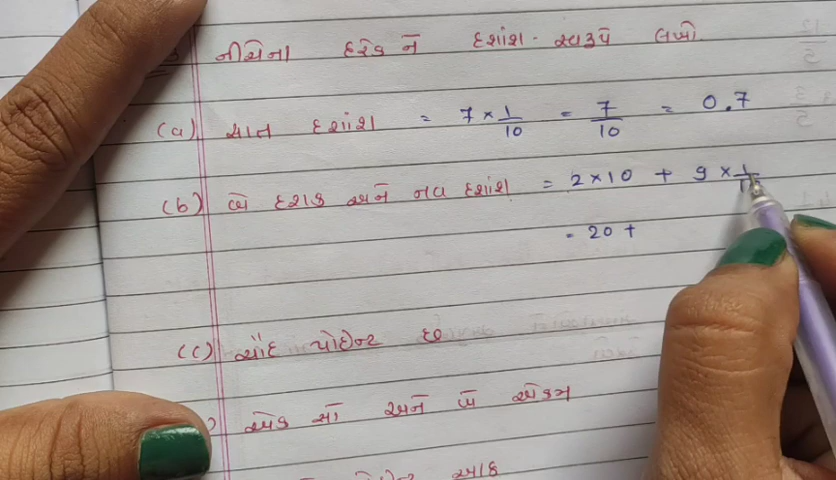 નીચેના દરેક ને દશાંશ સ્વરૂપે લખો
(a) સાત દશાંશ = 7 × 1/10 = 7/10 = 0.7
(b) બે દશક અને નવ દશાંશ = 2×10 + 9 × 1/10
= 20 +
(c) ચૌદ પોઇન્ટ છ
એક સો અને બે એકમ